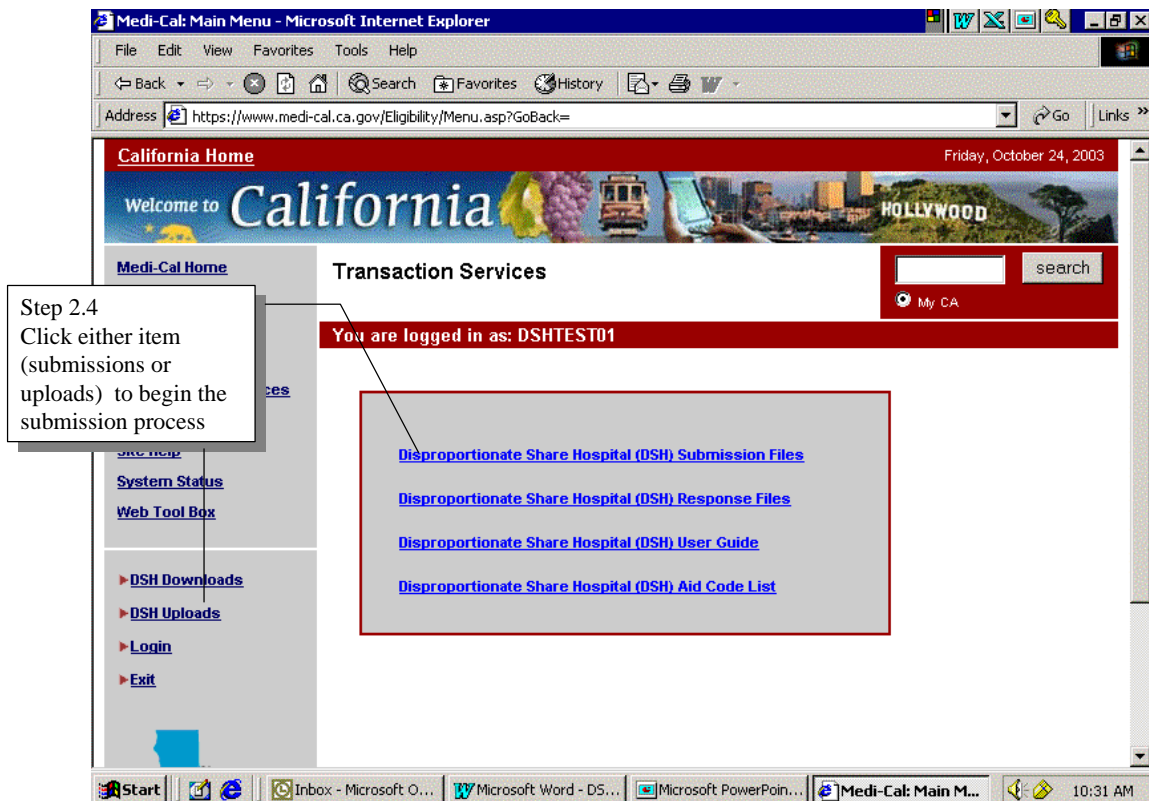 Medi-Cal: Main Menu - Microsoft Internet Explorer
File Edit View Favorites Tools Help
Back Search Favorites History
Address https://www.medi-cal.ca.gov/Eligibility/Menu.asp?GoBack= Go Links »
California Home Friday, October 24, 2003
Welcome to California
HOLLYWOOD
Medi-Cal Home
Transaction Services
search
My CA
You are logged in as: DSHTEST01
Step 2.4
Click either item
(submissions or
uploads) to begin the
submission process
Site Help
System Status
Web Tool Box
Disproportionate Share Hospital (DSH) Submission Files
Disproportionate Share Hospital (DSH) Response Files
Disproportionate Share Hospital (DSH) User Guide
Disproportionate Share Hospital (DSH) Aid Code List
DSH Downloads
DSH Uploads
Login
Exit
Start Inbox - Microsoft O... Microsoft Word - DS... Microsoft PowerPoin... Medi-Cal: Main M... 10:31 AM